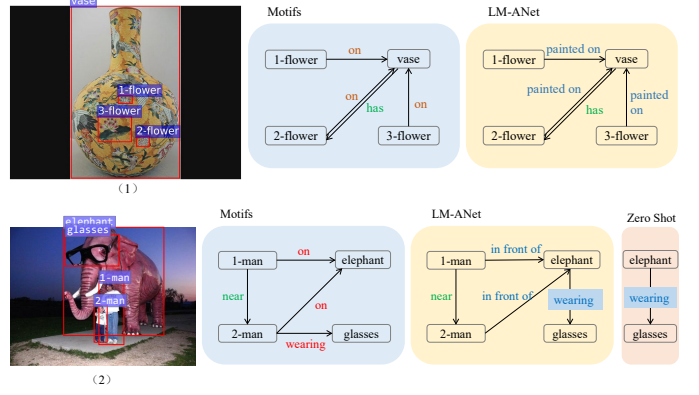 vase
1-flower
3-flower
2-flower
（1）
Motifs
1-flower
on
vase
on
has
on
2-flower
3-flower
LM-ANet
1-flower
painted on
vase
painted on
has
painted
on
2-flower
3-flower
elephant
glasses
1-man
2-man
（2）
Motifs
1-man
on
elephant
near
on
2-man
wearing
glasses
LM-ANet
1-man
in front of
elephant
near
in front of
wearing
2-man
glasses
Zero Shot
elephant
wearing
glasses